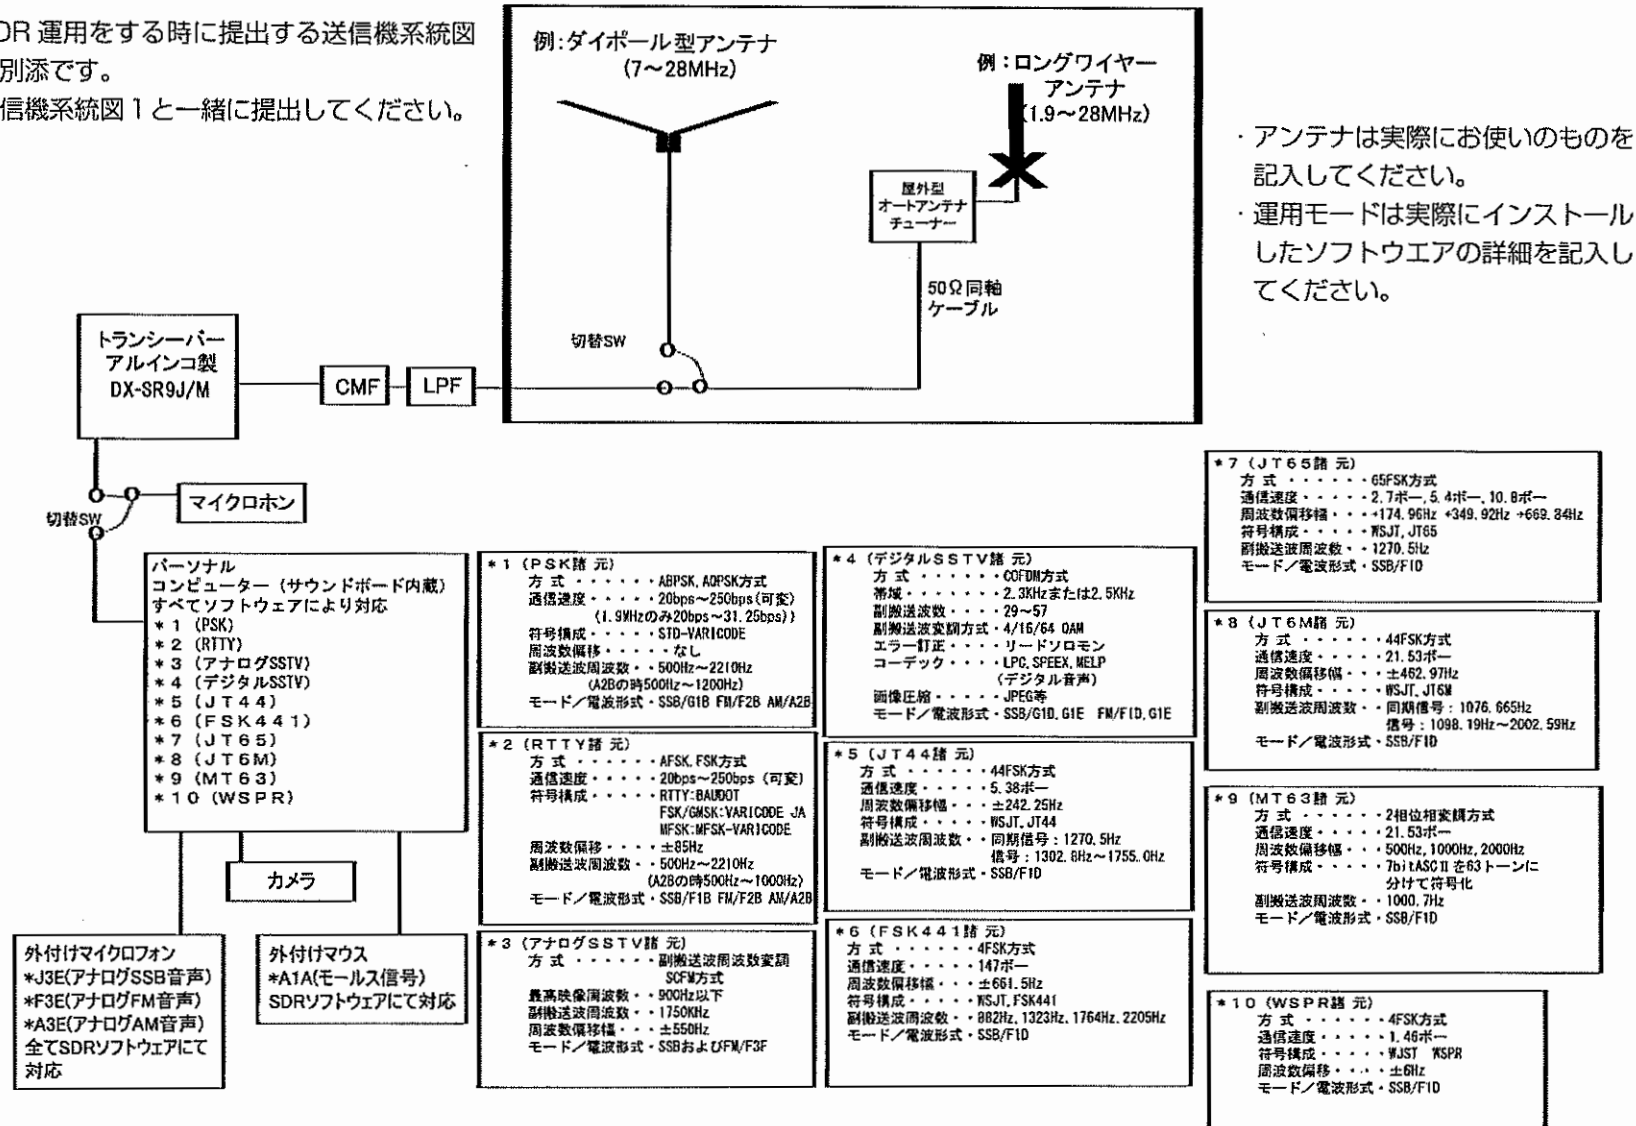 DR 運用をする時に提出する送信機系統図
別添です。
信機系統図1と一緒に提出してください。
例:ダイポール型アンテナ
(7～28MHz)
例：ロングワイヤー
アンテナ
(1.9～28MHz)
屋外型
オートアンテナ
チューナー
50Ω同軸
ケーブル
切替SW
・アンテナは実際にお使いのものを
記入してください。
・運用モードは実際にインストール
したソフトウエアの詳細を記入し
てください。
トランシーバー
アルインコ製
DX-SR9J/M
CMF
LPF
切替SW
マイクロホン
パーソナル
コンピューター（サウンドボード内蔵）
すべてソフトウェアにより対応
*1 (PSK)
*2 (RTTY)
*3 (アナログSSTV)
*4 (デジタルSSTV)
*5 (JT44)
*6 (FSK441)
*7 (JT65)
*8 (JT6M)
*9 (MT63)
*10 (WSPR)
カメラ
外付けマイクロフォン
*J3E(アナログSSB音声)
*F3E(アナログFM音声)
*A3E(アナログAM音声)
全てSDRソフトウェアにて
対応
外付けマウス
*A1A(モールス信号)
SDRソフトウェアにて対応
*1 (PSK諸 元)
方 式 ・・・・・・ABPSK, AQPSK方式
通信速度・・・・・20bps～250bps(可変)
(1.9MHzのみ20bps～31.25bps))
符号構成・・・・・STD-VARICODE
周波数偏移・・・・・なし
副搬送波周波数・・500Hz～2210Hz
(A2Bの時500Hz～1200Hz)
モード／電波形式・SSB/G1B FM/F2B AM/A2B
*2 (RTTY諸 元)
方 式 ・・・・・・AFSK, FSK方式
通信速度・・・・・20bps～250bps (可変)
符号構成・・・・・RTTY:BAUDOT
FSK/GMSK:VARICODE JA
MFSK:MFSK-VARICODE
周波数偏移・・・・±85Hz
副搬送波周波数・・500Hz～2210Hz
(A2Bの時500Hz～1000Hz)
モード／電波形式・SSB/F1B FM/F2B AM/A2B
*3 (アナログSSTV諸 元)
方 式 ・・・・・・副搬送波周波数変調
SCFM方式
最高映像周波数・・900Hz以下
副搬送波周波数・・1750KHz
周波数偏移幅・・・±550Hz
モード／電波形式・SSBおよびFM/F3F
*4 (デジタルSSTV諸 元)
方 式 ・・・・・・COFDM方式
帯域・・・・・・・2.3KHzまたは2.5KHz
副搬送波数・・・・29～57
副搬送波変調方式・4/16/64 QAM
エラー訂正・・・・リードソロモン
コーデック・・・・LPC, SPEEX, MELP
(デジタル音声)
画像圧縮・・・・・JPEG等
モード／電波形式・SSB/G1D, G1E FM/F1D, G1E
*5 (JT44諸 元)
方 式 ・・・・・・44FSK方式
通信速度・・・・・5.38ボー
周波数偏移幅・・・±242.25Hz
符号構成・・・・・WSJT, JT44
副搬送波周波数・・同期信号：1270.5Hz
信号：1302.8Hz～1755.0Hz
モード／電波形式・SSB/F1D
*6 (FSK441諸 元)
方 式 ・・・・・・4FSK方式
通信速度・・・・・147ボー
周波数偏移幅・・・±661.5Hz
符号構成・・・・・WSJT, FSK441
副搬送波周波数・・882Hz, 1323Hz, 1764Hz, 2205Hz
モード／電波形式・SSB/F1D
*7 (JT65諸 元)
方 式 ・・・・・・65FSK方式
通信速度・・・・・2.7ボー, 5.4ボー, 10.8ボー
周波数偏移幅・・・+174.96Hz +349.92Hz +669.84Hz
符号構成・・・・・WSJT, JT65
副搬送波周波数・・1270.5Hz
モード／電波形式・SSB/F1D
*8 (JT6M諸 元)
方 式 ・・・・・・44FSK方式
通信速度・・・・・21.53ボー
周波数偏移幅・・・±462.97Hz
符号構成・・・・・WSJT, JT6M
副搬送波周波数・・同期信号：1076.665Hz
信号：1098.19Hz～2002.59Hz
モード／電波形式・SSB/F1D
*9 (MT63諸 元)
方 式 ・・・・・・2相位相変調方式
通信速度・・・・・21.53ボー
周波数偏移幅・・・500Hz, 1000Hz, 2000Hz
符号構成・・・・・7bitASCⅡを63トーンに
分けて符号化
副搬送波周波数・・1000.7Hz
モード／電波形式・SSB/F1D
*10 (WSPR諸 元)
方 式 ・・・・・・4FSK方式
通信速度・・・・・1.46ボー
符号構成・・・・・WJST WSPR
周波数偏移・・・・±6Hz
モード／電波形式・SSB/F1D